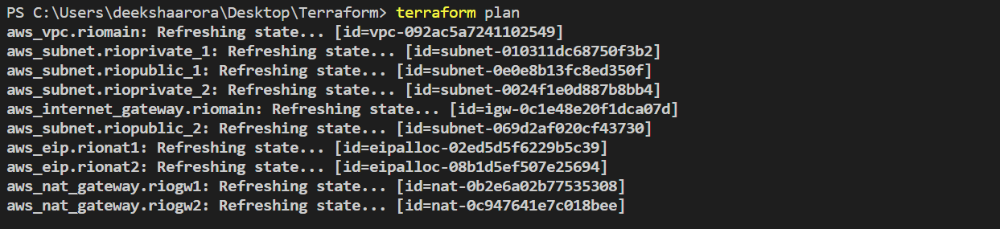 PS C:\Users\deekshaarora\Desktop\Terraform> terraform plan
aws_vpc.riomain: Refreshing state... [id=vpc-092ac5a7241102549]
aws_subnet.rioprivate_1: Refreshing state... [id=subnet-010311dc68750f3b2]
aws_subnet.riopublic_1: Refreshing state... [id=subnet-0e0e8b13fc8ed350f]
aws_subnet.rioprivate_2: Refreshing state... [id=subnet-0024f1e0d887b8bb4]
aws_internet_gateway.riomain: Refreshing state... [id=igw-0c1e48e20f1dca07d]
aws_subnet.riopublic_2: Refreshing state... [id=subnet-069d2af020cf43730]
aws_eip.rionat1: Refreshing state... [id=eipalloc-02ed5d5f6229b5c39]
aws_eip.rionat2: Refreshing state... [id=eipalloc-08b1d5ef507e25694]
aws_nat_gateway.riogw1: Refreshing state... [id=nat-0b2e6a02b77535308]
aws_nat_gateway.riogw2: Refreshing state... [id=nat-0c947641e7c018bee]